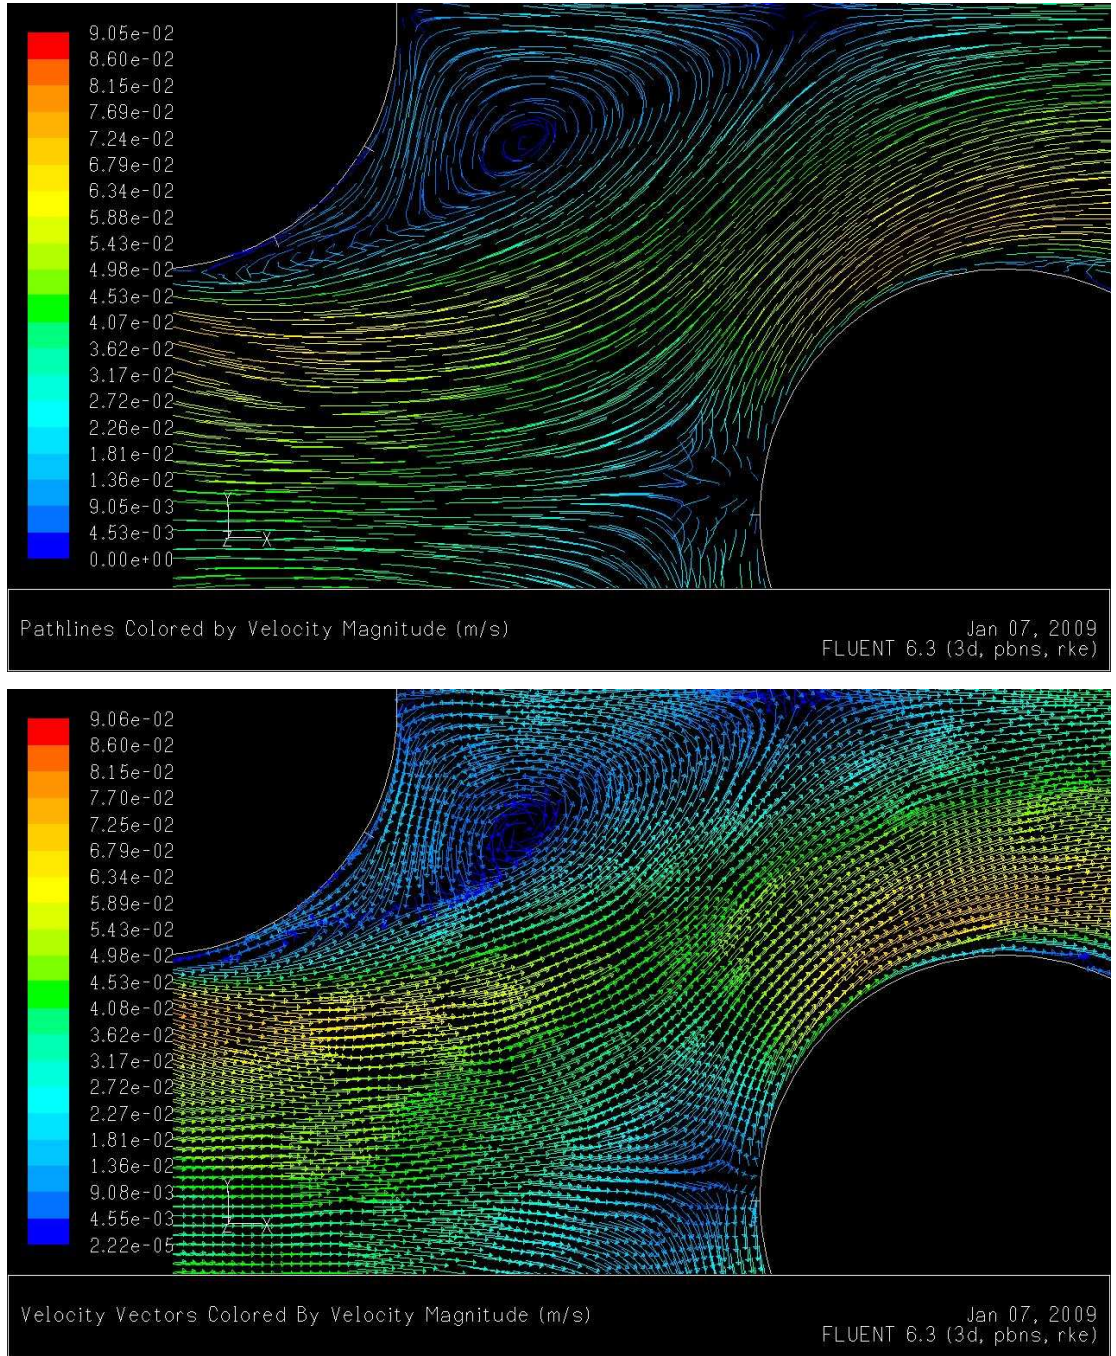 9.05e-02
8.60e-02
8.15e-02
7.69e-02
7.24e-02
6.79e-02
6.34e-02
5.88e-02
5.43e-02
4.98e-02
4.53e-02
4.07e-02
3.62e-02
3.17e-02
2.72e-02
2.26e-02
1.81e-02
1.36e-02
9.05e-03
4.53e-03
0.00e+00
Y
Z X
Pathlines Colored by Velocity Magnitude (m/s)
Jan 07, 2009
FLUENT 6.3 (3d, pbns, rke)
9.06e-02
8.60e-02
8.15e-02
7.70e-02
7.25e-02
6.79e-02
6.34e-02
5.89e-02
5.43e-02
4.98e-02
4.53e-02
4.08e-02
3.62e-02
3.17e-02
2.72e-02
2.27e-02
1.81e-02
1.36e-02
9.08e-03
4.55e-03
2.22e-05
Y
Z X
Velocity Vectors Colored By Velocity Magnitude (m/s)
Jan 07, 2009
FLUENT 6.3 (3d, pbns, rke)